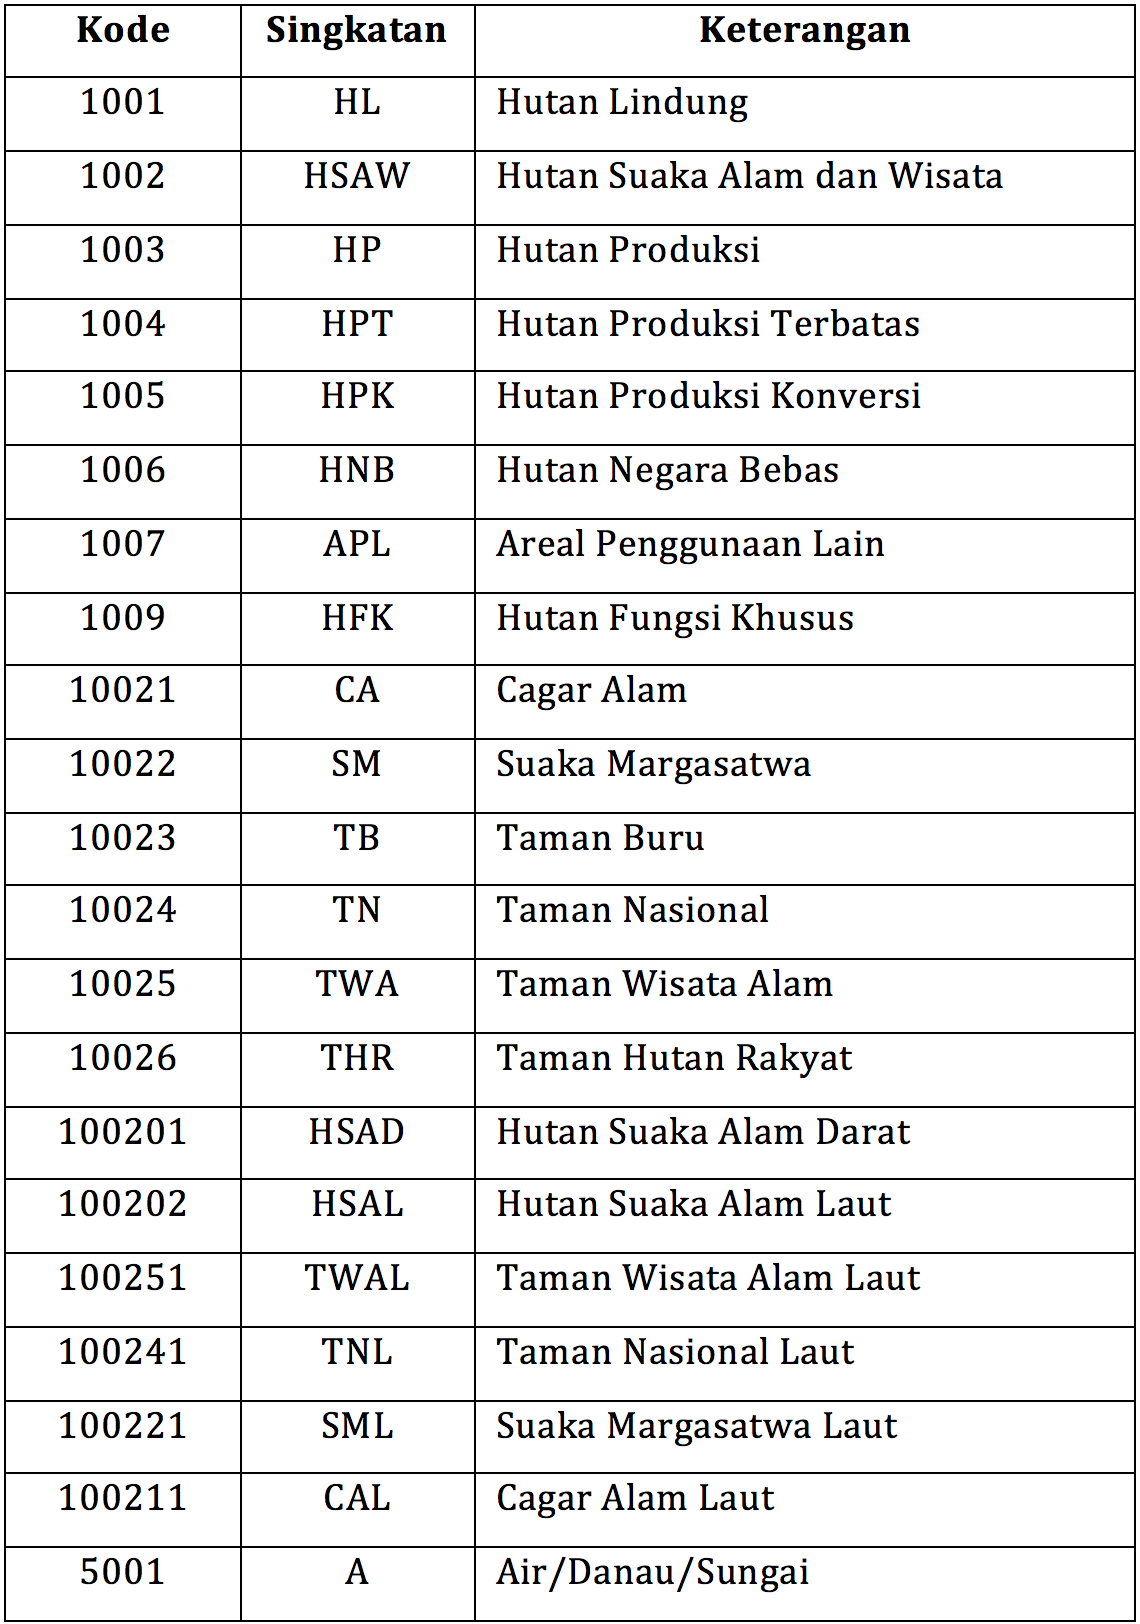 Kode Singkatan Keterangan
1001 HL Hutan Lindung
1002 HSAW Hutan Suaka Alam dan Wisata
1003 HP Hutan Produksi
1004 HPT Hutan Produksi Terbatas
1005 HPK Hutan Produksi Konversi
1006 HNB Hutan Negara Bebas
1007 APL Areal Penggunaan Lain
1009 HFK Hutan Fungsi Khusus
10021 CA Cagar Alam
10022 SM Suaka Margasatwa
10023 TB Taman Buru
10024 TN Taman Nasional
10025 TWA Taman Wisata Alam
10026 THR Taman Hutan Rakyat
100201 HSAD Hutan Suaka Alam Darat
100202 HSAL Hutan Suaka Alam Laut
100251 TWAL Taman Wisata Alam Laut
100241 TNL Taman Nasional Laut
100221 SML Suaka Margasatwa Laut
100211 CAL Cagar Alam Laut
5001 A Air/Danau/Sungai